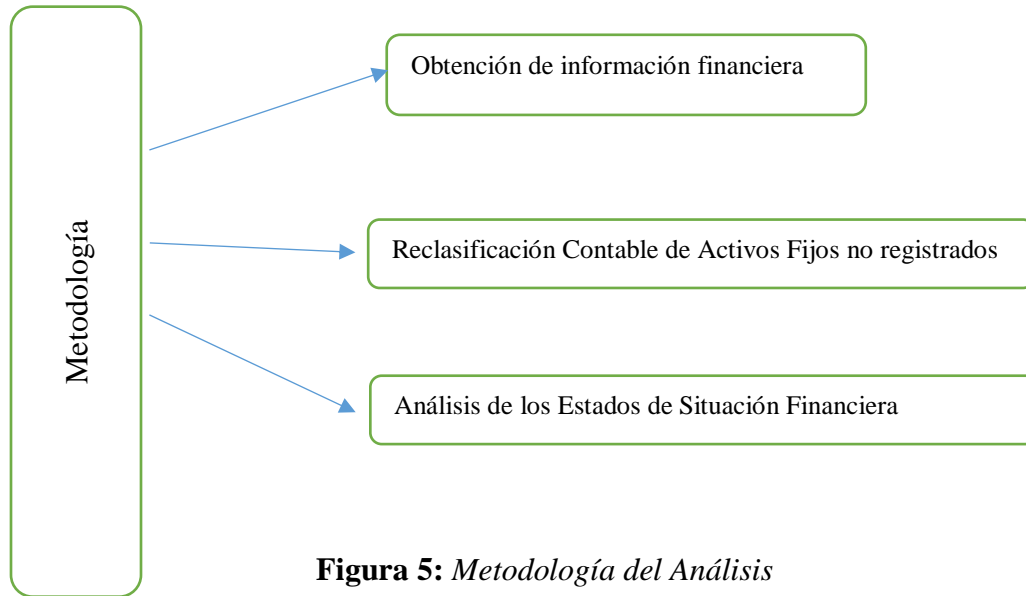 Metodología
Obtención de información financiera
Reclasificación Contable de Activos Fijos no registrados
Análisis de los Estados de Situación Financiera
Figura 5: Metodología del Análisis